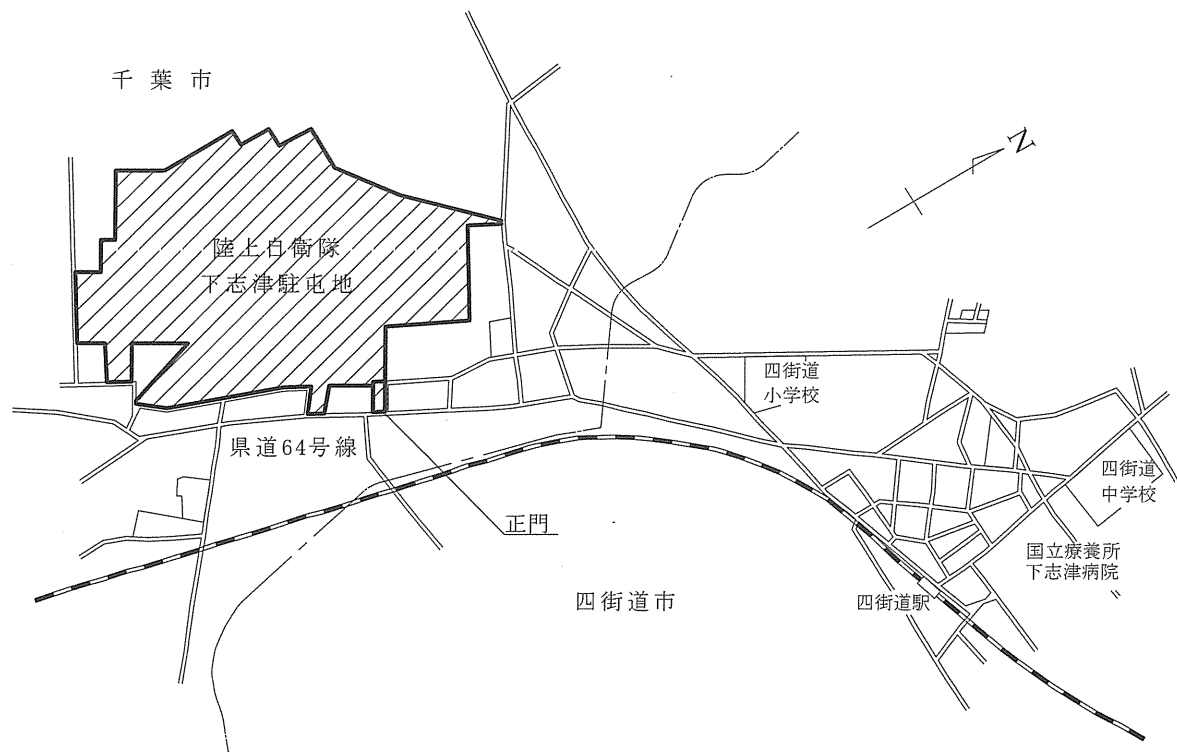 千葉市
N
陸上自衛隊
下志津駐屯地
四街道
小学校
県道64号線
四街道
中学校
正門
国立療養所
下志津病院
四街道市
四街道駅